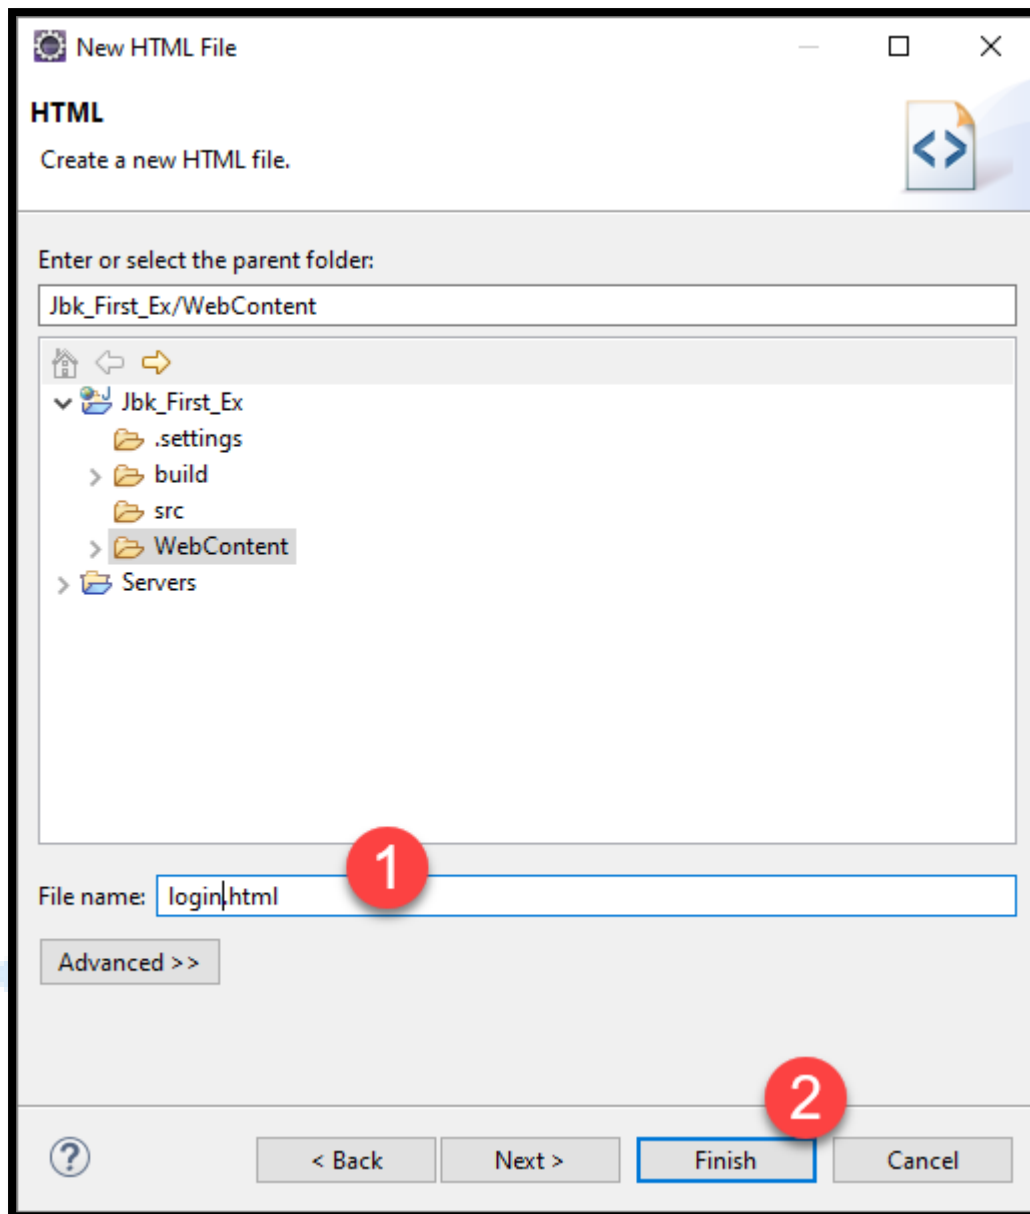 New HTML File
HTML
Create a new HTML file.
Enter or select the parent folder:
Jbk_First_Ex/WebContent
Jbk_First_Ex
.settings
build
src
WebContent
Servers
1
File name: login.html
Advanced >>
2
? < Back Next > Finish Cancel